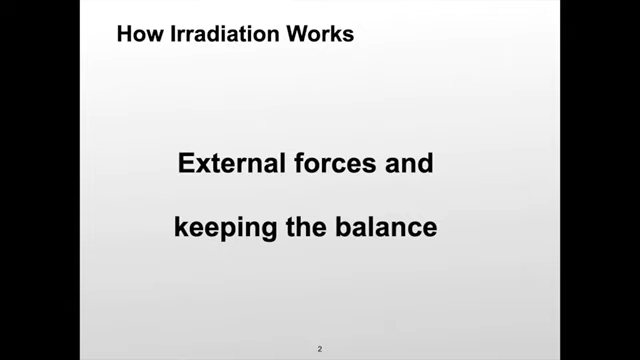 How Irradiation Works
External forces and
keeping the balance
2